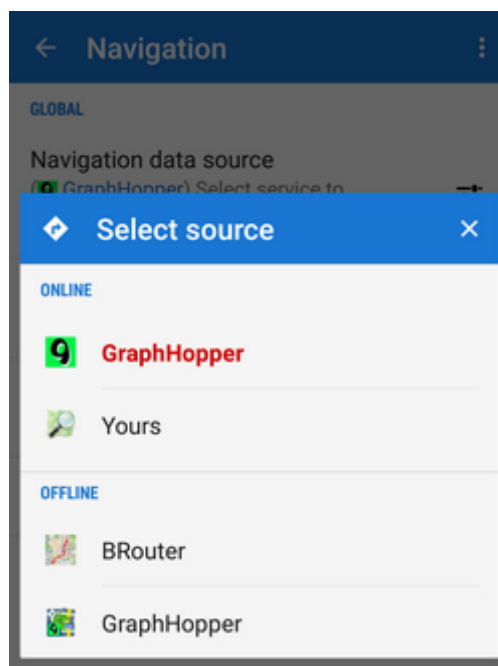 Navigation
GLOBAL
Navigation data source
(GraphHopper) Select service to
Select source
ONLINE
GraphHopper
Yours
OFFLINE
BRouter
GraphHopper